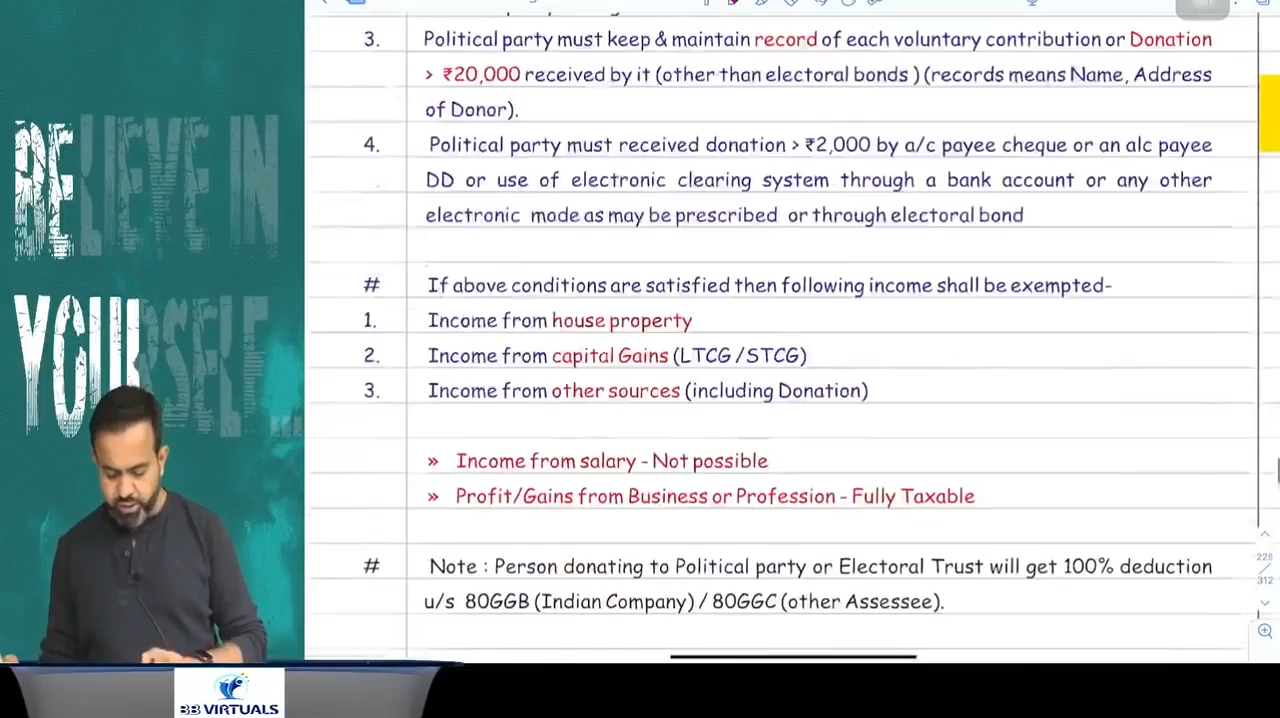 3. Political party must keep & maintain record of each voluntary contribution or Donation
> ₹20,000 received by it (other than electoral bonds ) (records means Name, Address
of Donor).
4. Political party must received donation > ₹2,000 by a/c payee cheque or an alc payee
DD or use of electronic clearing system through a bank account or any other
electronic mode as may be prescribed or through electoral bond
# If above conditions are satisfied then following income shall be exempted-
1. Income from house property
2. Income from capital Gains (LTCG /STCG)
3. Income from other sources (including Donation)
» Income from salary - Not possible
» Profit/Gains from Business or Profession - Fully Taxable
# Note : Person donating to Political party or Electoral Trust will get 100% deduction
u/s 80GGB (Indian Company) / 80GGC (other Assessee).
228
/
312
BELIEVE IN
YOURSELF...
BB VIRTUALS